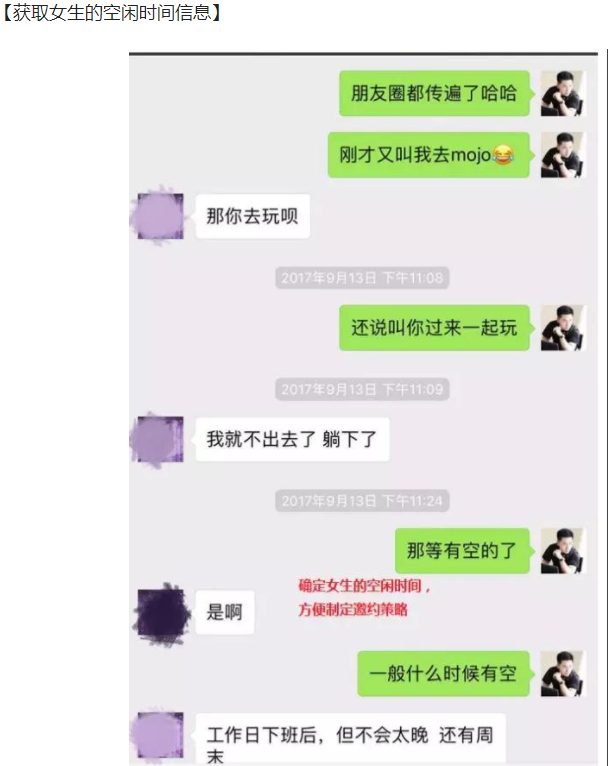 【获取女生的空闲时间信息】
朋友圈都传遍了哈哈
刚才又叫我去mojo😂
那你去玩呗
2017年9月13日 下午11:08
还说叫你过来一起玩
2017年9月13日 下午11:09
我就不出去了 躺下了
2017年9月13日 下午11:24
那等有空的了
确定女生的空闲时间，
方便制定邀约策略
是啊
一般什么时候有空
工作日下班后，但不会太晚 还有周
末